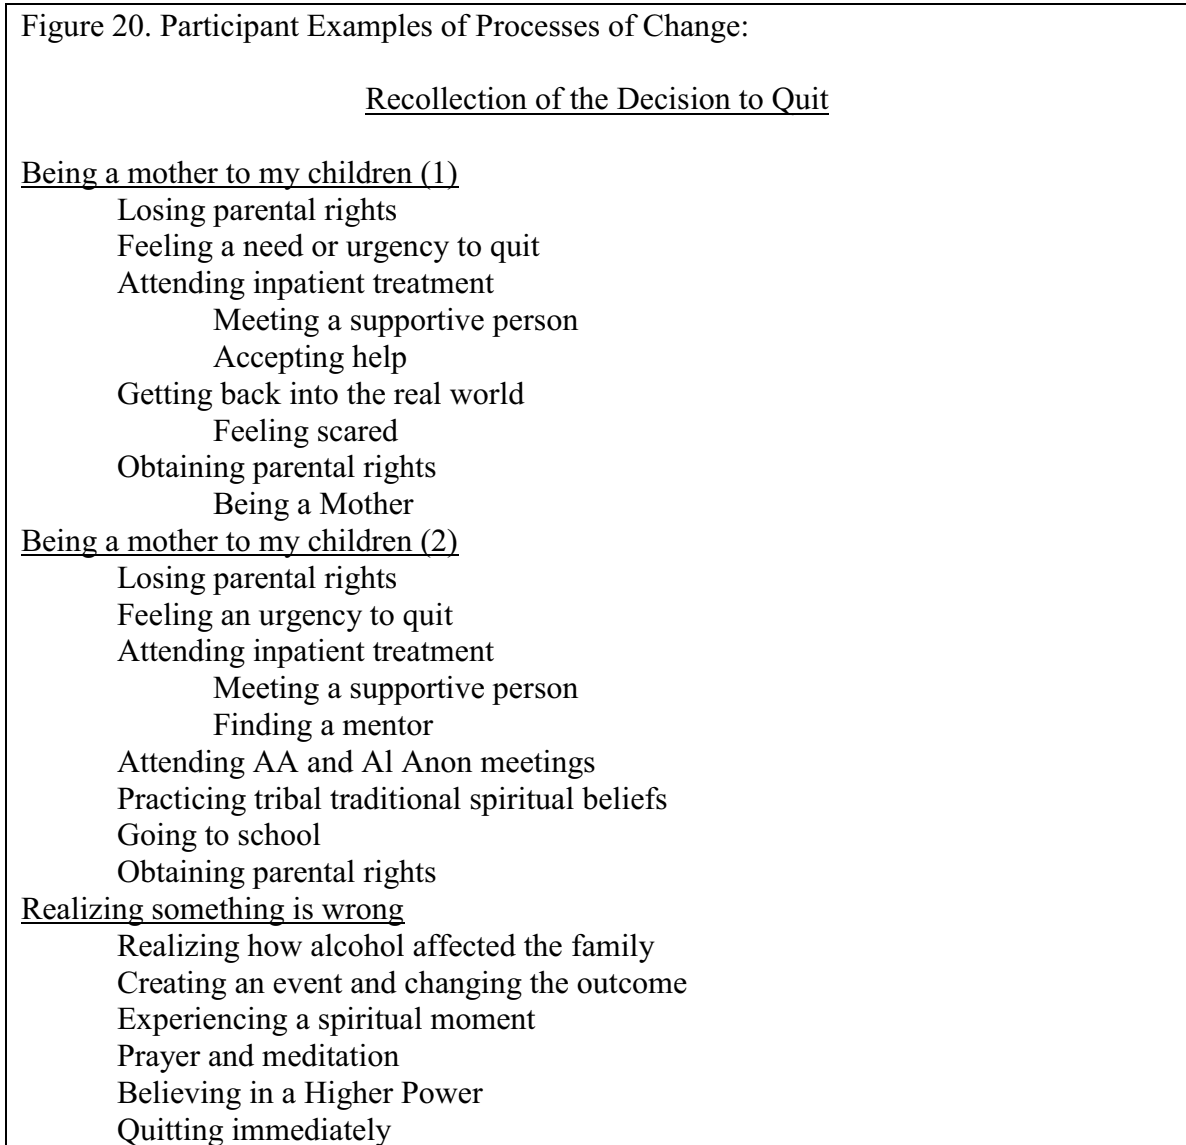 Figure 20. Participant Examples of Processes of Change:
Recollection of the Decision to Quit
Being a mother to my children (1)
Losing parental rights
Feeling a need or urgency to quit
Attending inpatient treatment
Meeting a supportive person
Accepting help
Getting back into the real world
Feeling scared
Obtaining parental rights
Being a Mother
Being a mother to my children (2)
Losing parental rights
Feeling an urgency to quit
Attending inpatient treatment
Meeting a supportive person
Finding a mentor
Attending AA and Al Anon meetings
Practicing tribal traditional spiritual beliefs
Going to school
Obtaining parental rights
Realizing something is wrong
Realizing how alcohol affected the family
Creating an event and changing the outcome
Experiencing a spiritual moment
Prayer and meditation
Believing in a Higher Power
Quitting immediately